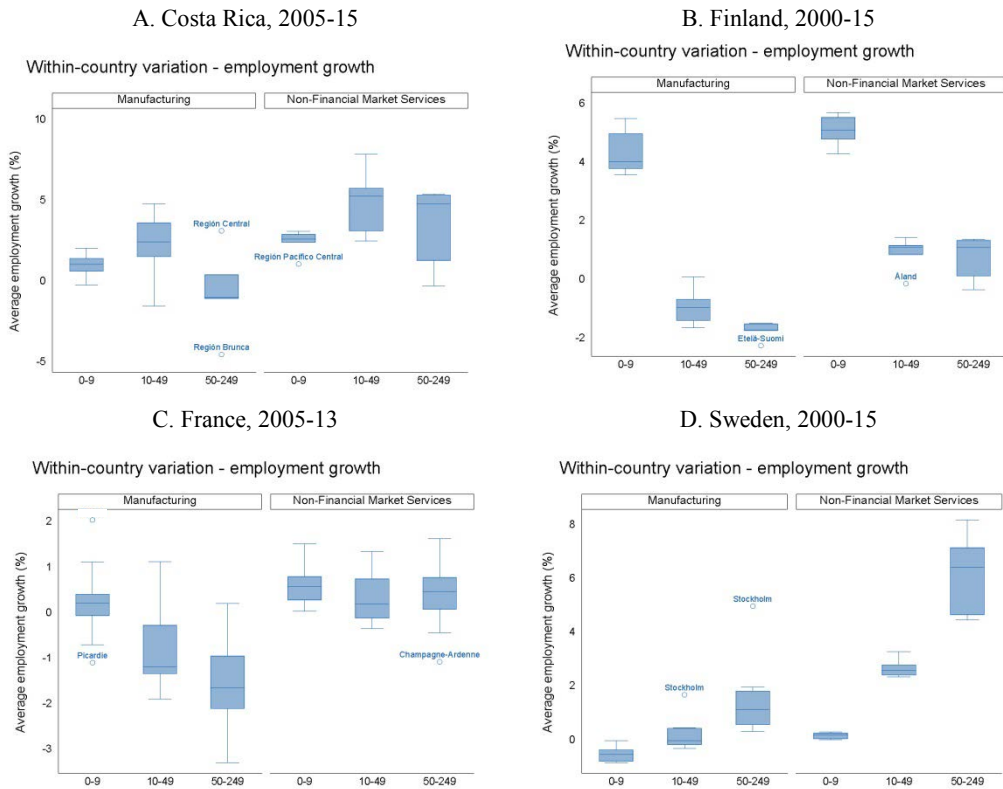 A. Costa Rica, 2005-15
Within-country variation - employment growth
Manufacturing
Non-Financial Market Services
Average employment growth (%)
10
5
0
-5
Región Central
Región Brunca
Región Pacifico Central
0-9
10-49
50-249
0-9
10-49
50-249
B. Finland, 2000-15
Within-country variation - employment growth
Manufacturing
Non-Financial Market Services
Average employment growth (%)
6
4
2
0
-2
Etelä-Suomi
Åland
0-9
10-49
50-249
0-9
10-49
50-249
C. France, 2005-13
Within-country variation - employment growth
Manufacturing
Non-Financial Market Services
Average employment growth (%)
2
1
0
-1
-2
-3
Picardie
Champagne-Ardenne
0-9
10-49
50-249
0-9
10-49
50-249
D. Sweden, 2000-15
Within-country variation - employment growth
Manufacturing
Non-Financial Market Services
Average employment growth (%)
8
6
4
2
0
Stockholm
Stockholm
0-9
10-49
50-249
0-9
10-49
50-249